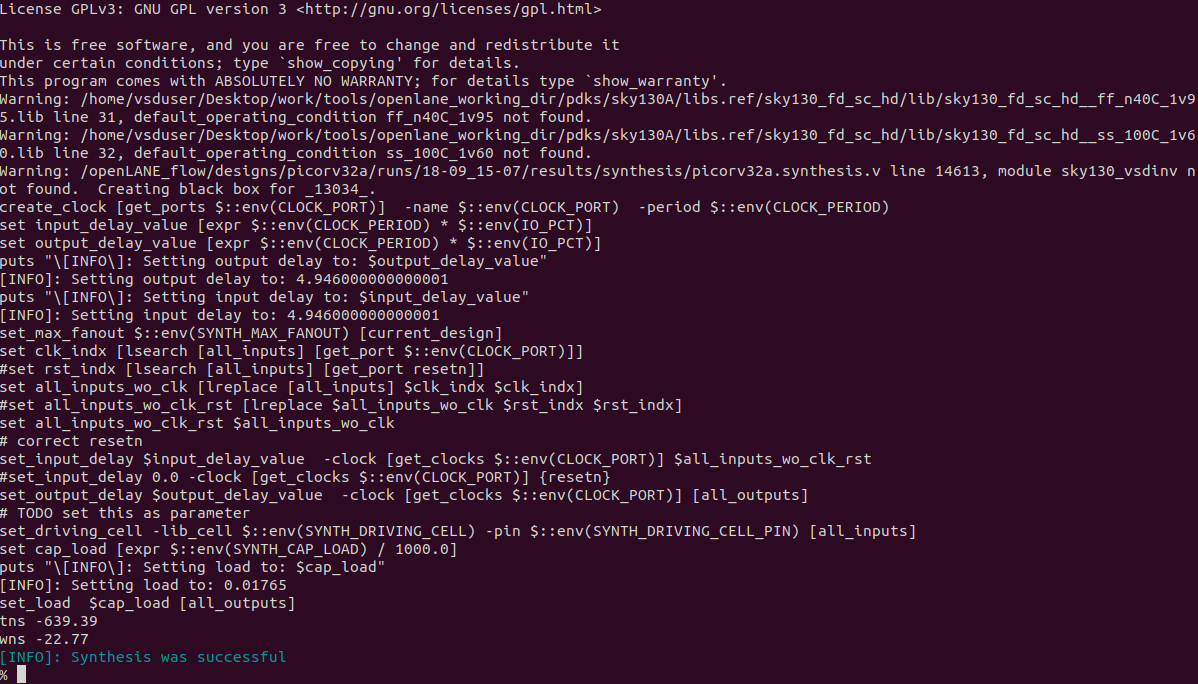 License GPLv3: GNU GPL version 3 <http://gnu.org/licenses/gpl.html>

This is free software, and you are free to change and redistribute it
under certain conditions; type `show_copying' for details.
This program comes with ABSOLUTELY NO WARRANTY; for details type `show_warranty'.
Warning: /home/vsduser/Desktop/work/tools/openlane_working_dir/pdks/sky130A/libs.ref/sky130_fd_sc_hd/lib/sky130_fd_sc_hd__ff_n40C_1v9
5.lib line 31, default_operating_condition ff_n40C_1v95 not found.
Warning: /home/vsduser/Desktop/work/tools/openlane_working_dir/pdks/sky130A/libs.ref/sky130_fd_sc_hd/lib/sky130_fd_sc_hd__ss_100C_1v6
0.lib line 32, default_operating_condition ss_100C_1v60 not found.
Warning: /openLANE_flow/designs/picorv32a/runs/18-09_15-07/results/synthesis/picorv32a.synthesis.v line 14613, module sky130_vsdinv n
ot found.  Creating black box for _13034_.
create_clock [get_ports $::env(CLOCK_PORT)]  -name $::env(CLOCK_PORT)  -period $::env(CLOCK_PERIOD)
set input_delay_value [expr $::env(CLOCK_PERIOD) * $::env(IO_PCT)]
set output_delay_value [expr $::env(CLOCK_PERIOD) * $::env(IO_PCT)]
puts "\[INFO\]: Setting output delay to: $output_delay_value"
[INFO]: Setting output delay to: 4.946000000000001
puts "\[INFO\]: Setting input delay to: $input_delay_value"
[INFO]: Setting input delay to: 4.946000000000001
set_max_fanout $::env(SYNTH_MAX_FANOUT) [current_design]
set clk_indx [lsearch [all_inputs] [get_port $::env(CLOCK_PORT)]]
#set rst_indx [lsearch [all_inputs] [get_port resetn]]
set all_inputs_wo_clk [lreplace [all_inputs] $clk_indx $clk_indx]
#set all_inputs_wo_clk_rst [lreplace $all_inputs_wo_clk $rst_indx $rst_indx]
set all_inputs_wo_clk_rst $all_inputs_wo_clk
# correct resetn
set_input_delay $input_delay_value  -clock [get_clocks $::env(CLOCK_PORT)] $all_inputs_wo_clk_rst
#set_input_delay 0.0 -clock [get_clocks $::env(CLOCK_PORT)] {resetn}
set_output_delay $output_delay_value  -clock [get_clocks $::env(CLOCK_PORT)] [all_outputs]
# TODO set this as parameter
set_driving_cell -lib_cell $::env(SYNTH_DRIVING_CELL) -pin $::env(SYNTH_DRIVING_CELL_PIN) [all_inputs]
set cap_load [expr $::env(SYNTH_CAP_LOAD) / 1000.0]
puts "\[INFO\]: Setting load to: $cap_load"
[INFO]: Setting load to: 0.01765
set_load  $cap_load [all_outputs]
tns -639.39
wns -22.77
[INFO]: Synthesis was successful
%